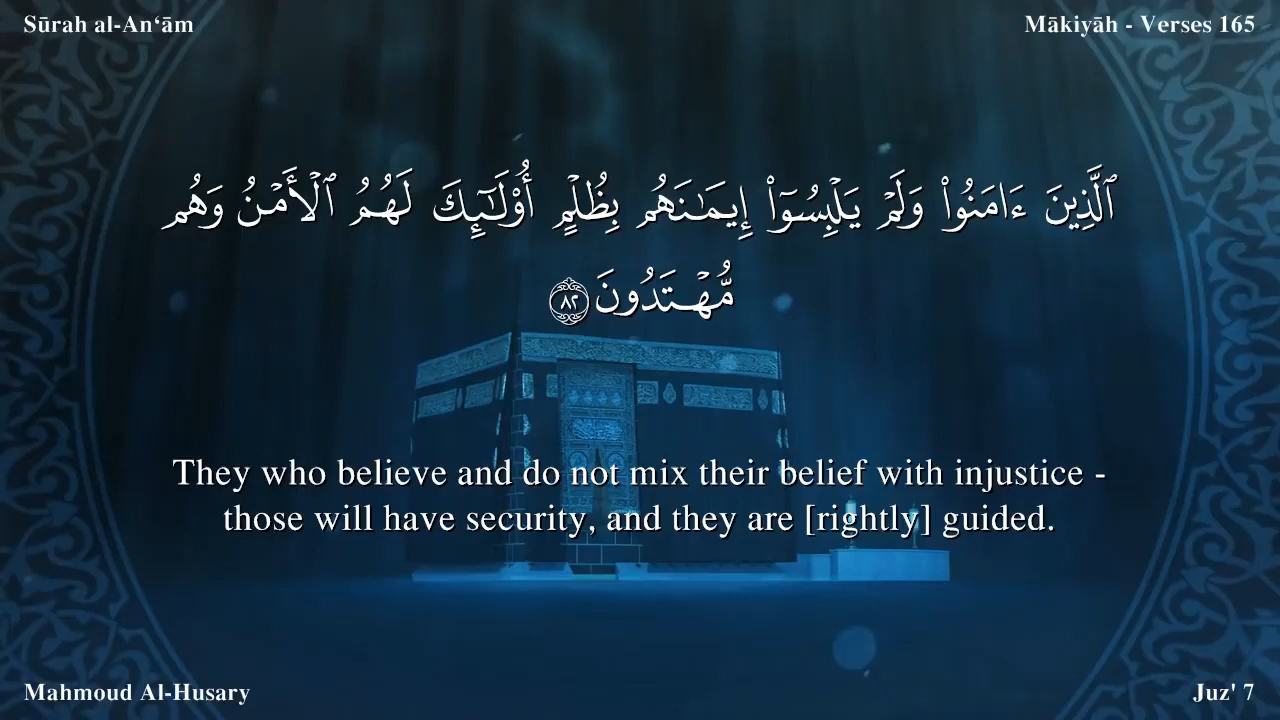 Sūrah al-An‘ām
Mākiyāh - Verses 165
ٱلَّذِينَ ءَامَنُوا۟ وَلَمْ يَلْبِسُوٓا۟ إِيمَـٰنَهُم بِظُلْمٍ أُو۟لَـٰٓئِكَ لَهُمُ ٱلْأَمْنُ وَهُم
مُّهْتَدُونَ ٨٢
They who believe and do not mix their belief with injustice -
those will have security, and they are [rightly] guided.
Mahmoud Al-Husary
Juz' 7